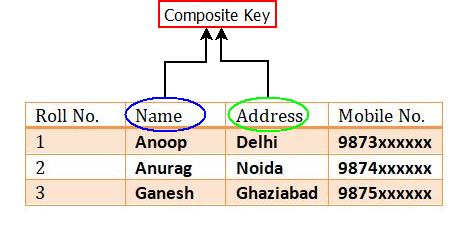 Composite Key
Roll No. Name Address Mobile No.
1 Anoop Delhi 9873xxxxxx
2 Anurag Noida 9874xxxxxx
3 Ganesh Ghaziabad 9875xxxxxx